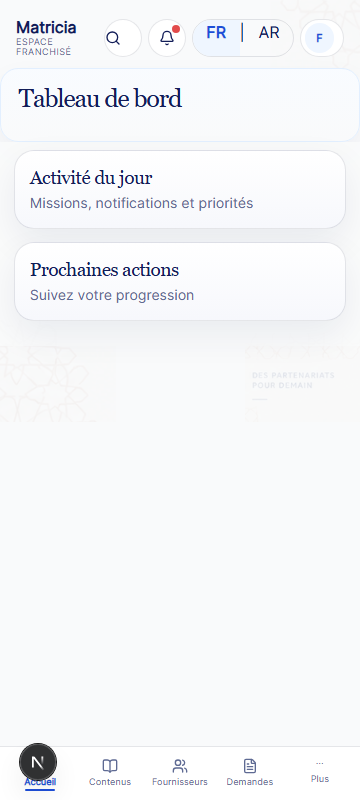 Matricia
ESPACE
FRANCHISÉ
FR | AR
F
Tableau de bord
Activité du jour
Missions, notifications et priorités
Prochaines actions
Suivez votre progression
DES PARTENARIATS
POUR DEMAIN
N
Accueil
Contenus
Fournisseurs
Demandes
...
Plus